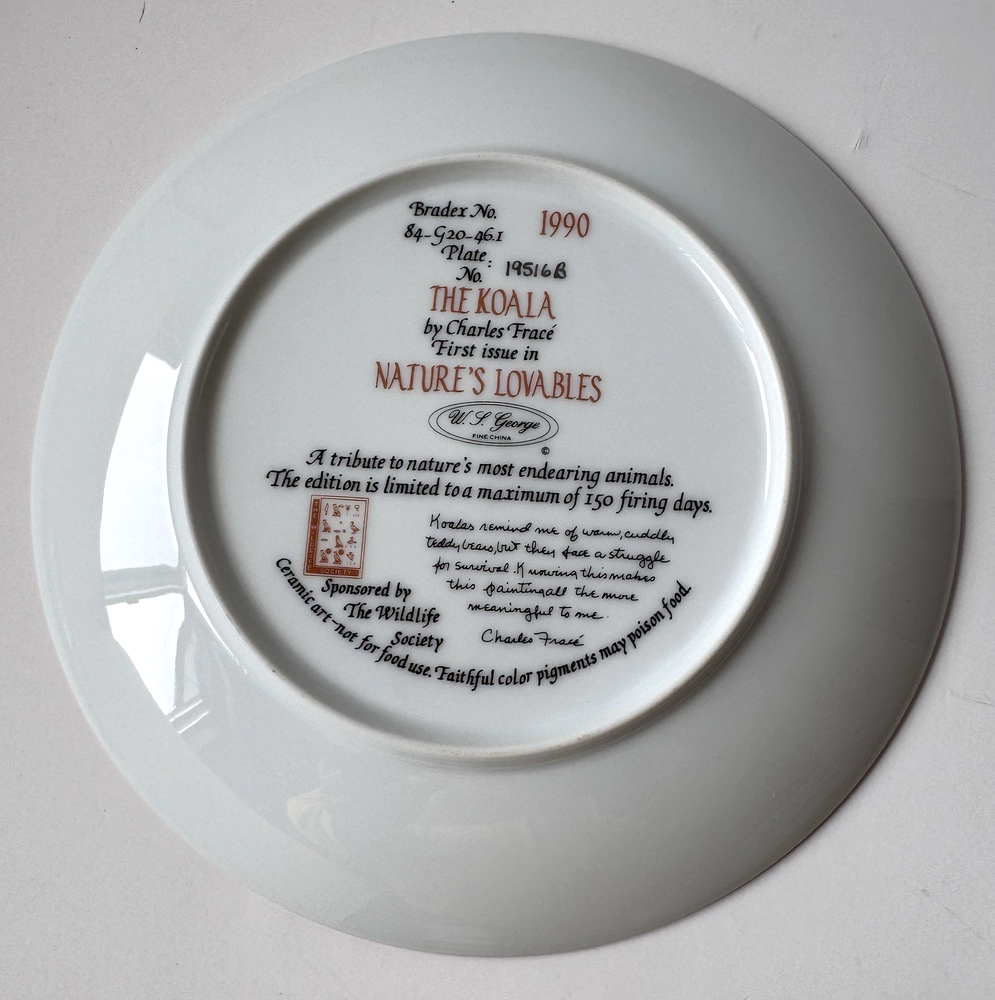 Bradex No.
84-G20-46.1
1990
Plate :
No. 19516B
THE KOALA
by Charles Fracé
First issue in
NATURE'S LOVABLES
W. S. George
FINE CHINA
©
A tribute to nature's most endearing animals.
The edition is limited to a maximum of 150 firing days.
THE WILDLIFE
SOCIETY
Koalas remind me of warm, cuddly
teddy bears, but they face a struggle
for survival. Knowing this makes
this painting all the more
meaningful to me.
Charles Fracé
Sponsored by
The Wildlife
Society
Ceramic art-not for food use. Faithful color pigments may poison food.